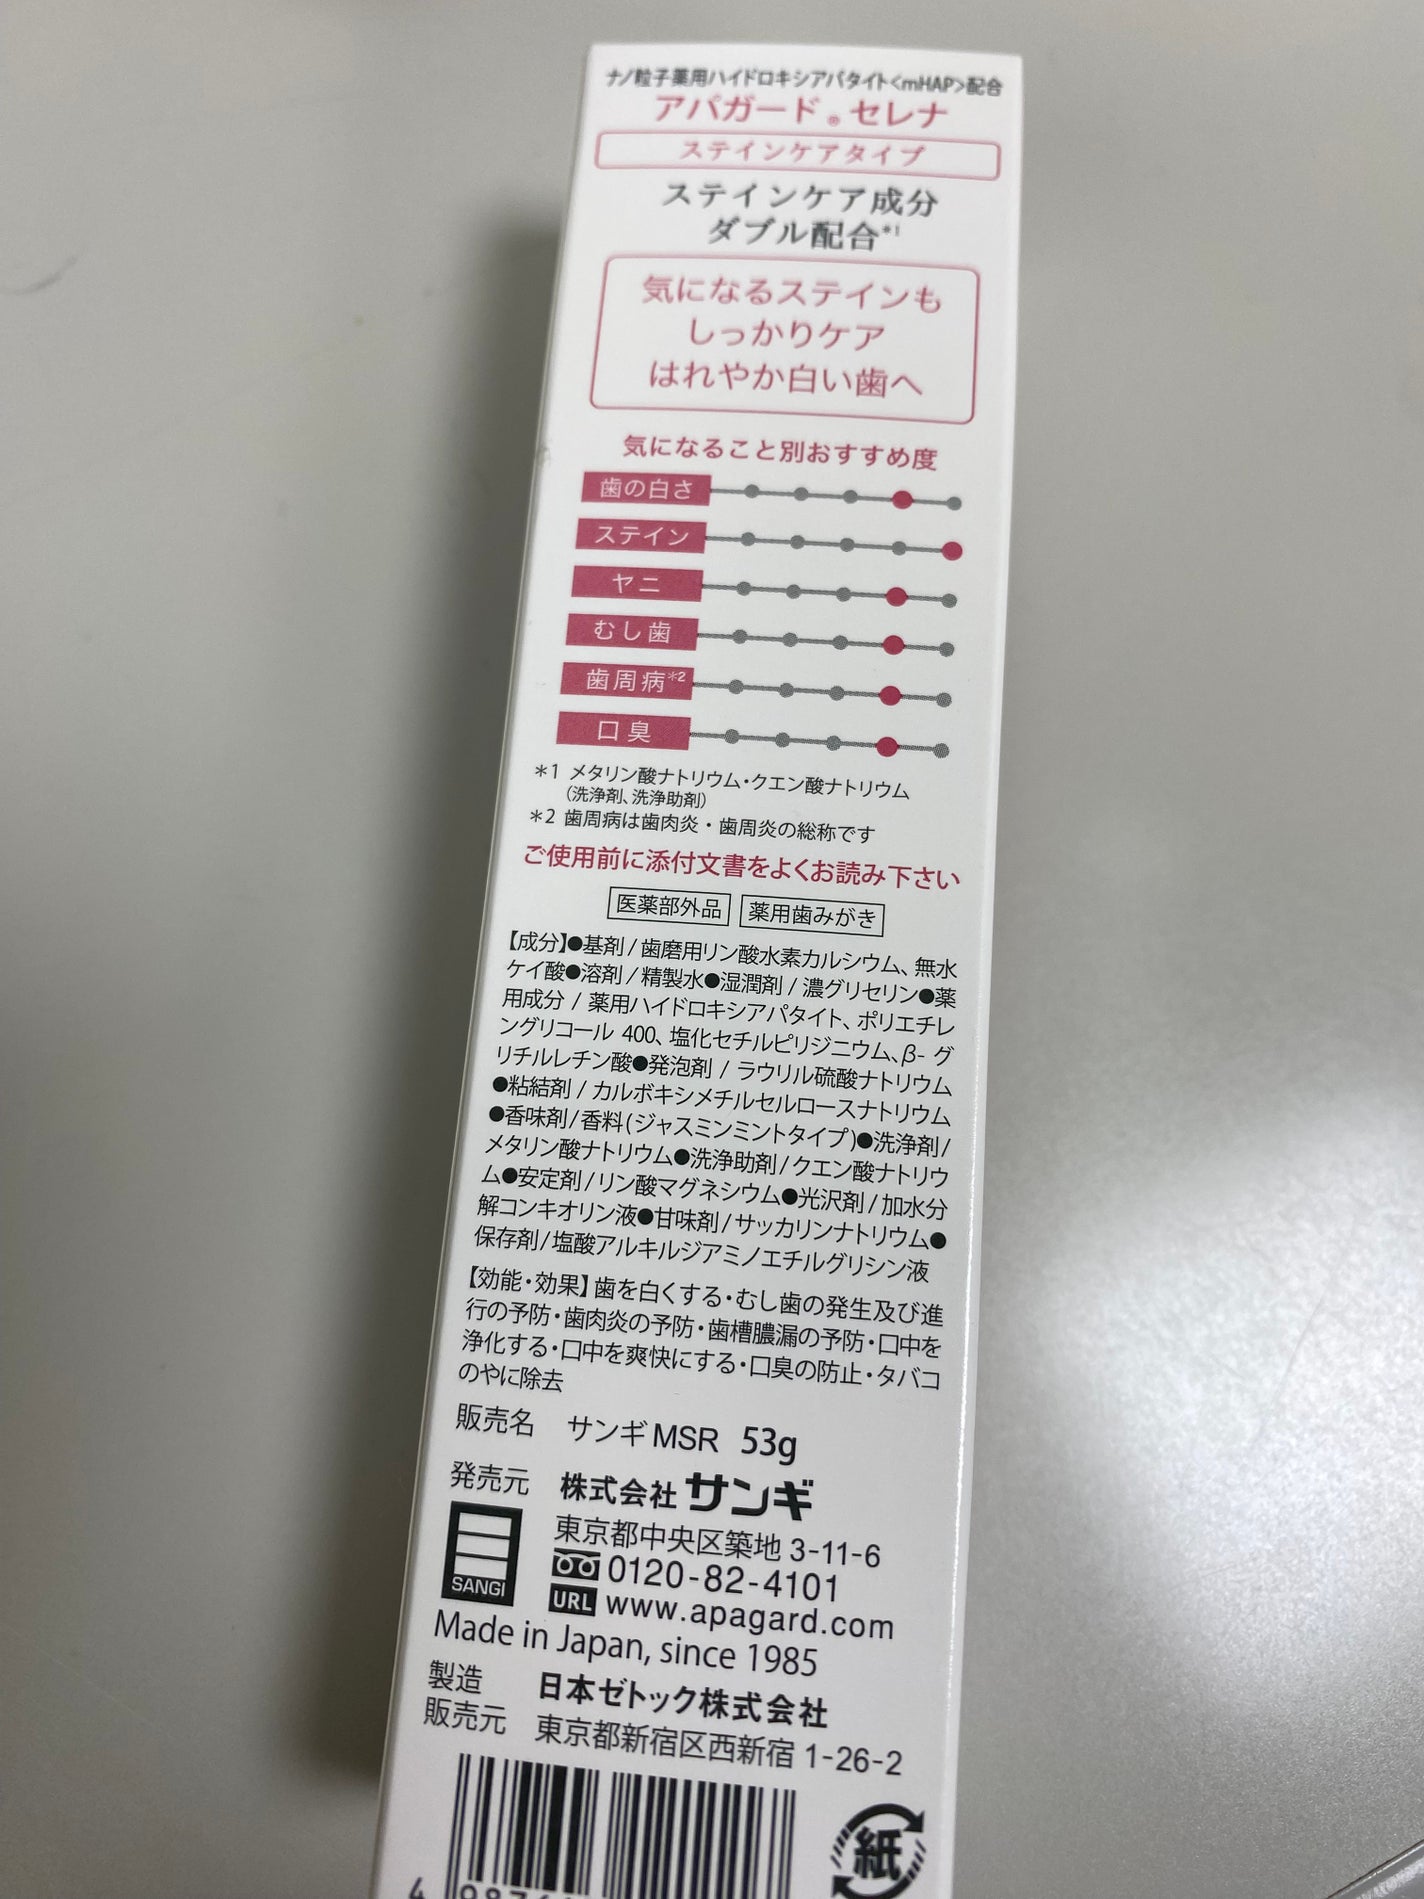 ナノ粒子薬用ハイドロキシアパタイト<mHAP>配合
アパガード®セレナ
ステインケアタイプ
ステインケア成分
ダブル配合*1
気になるステインも
しっかりケア
はれやか白い歯へ
気になること別おすすめ度
歯の白さ
ステイン
ヤニ
むし歯
歯周病*2
口臭
*1 メタリン酸ナトリウム・クエン酸ナトリウム
(洗浄剤、洗浄助剤)
*2 歯周病は歯肉炎・歯周炎の総称です
ご使用前に添付文書をよくお読み下さい
医薬部外品 薬用歯みがき
【成分】●基剤/歯磨用リン酸水素カルシウム、無水
ケイ酸●溶剤/精製水●湿潤剤/濃グリセリン●薬
用成分/薬用ハイドロキシアパタイト、ポリエチレ
ングリコール 400、塩化セチルピリジニウム、β-グ
リチルレチン酸●発泡剤/ラウリル硫酸ナトリウム
●粘結剤/カルボキシメチルセルロースナトリウム
●香味剤/香料(ジャスミンミントタイプ)●洗浄剤/
メタリン酸ナトリウム●洗浄助剤/クエン酸ナトリウ
ム●安定剤/リン酸マグネシウム●光沢剤/加水分
解コンキオリン液●甘味剤/サッカリンナトリウム●
保存剤/塩酸アルキルジアミノエチルグリシン液
【効能・効果】歯を白くする・むし歯の発生及び進
行の予防・歯肉炎の予防・歯槽膿漏の予防・口中を
浄化する・口中を爽快にする・口臭の防止・タバコ
のやに除去
販売名 サンギ MSR 53g
発売元 株式会社サンギ
東京都中央区築地 3-11-6
0120-82-4101
SANGI
URL www.apagard.com
Made in Japan, since 1985
製造
販売元
日本ゼトック株式会社
東京都新宿区西新宿 1-26-2
紙